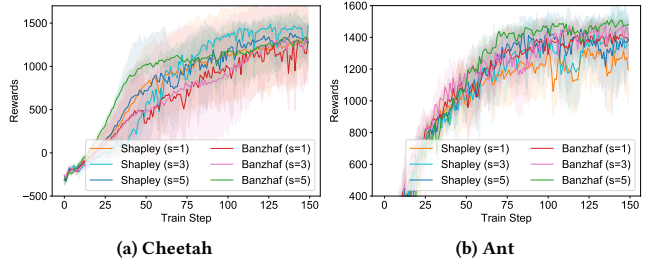 1500
1000
500
0
−500
Rewards
Shapley (s=1)
Shapley (s=3)
Shapley (s=5)
Banzhaf (s=1)
Banzhaf (s=3)
Banzhaf (s=5)
0 25 50 75 100 125 150
Train Step
(a) Cheetah
1600
1400
1200
1000
800
600
400
Rewards
Shapley (s=1)
Shapley (s=3)
Shapley (s=5)
Banzhaf (s=1)
Banzhaf (s=3)
Banzhaf (s=5)
0 25 50 75 100 125 150
Train Step
(b) Ant